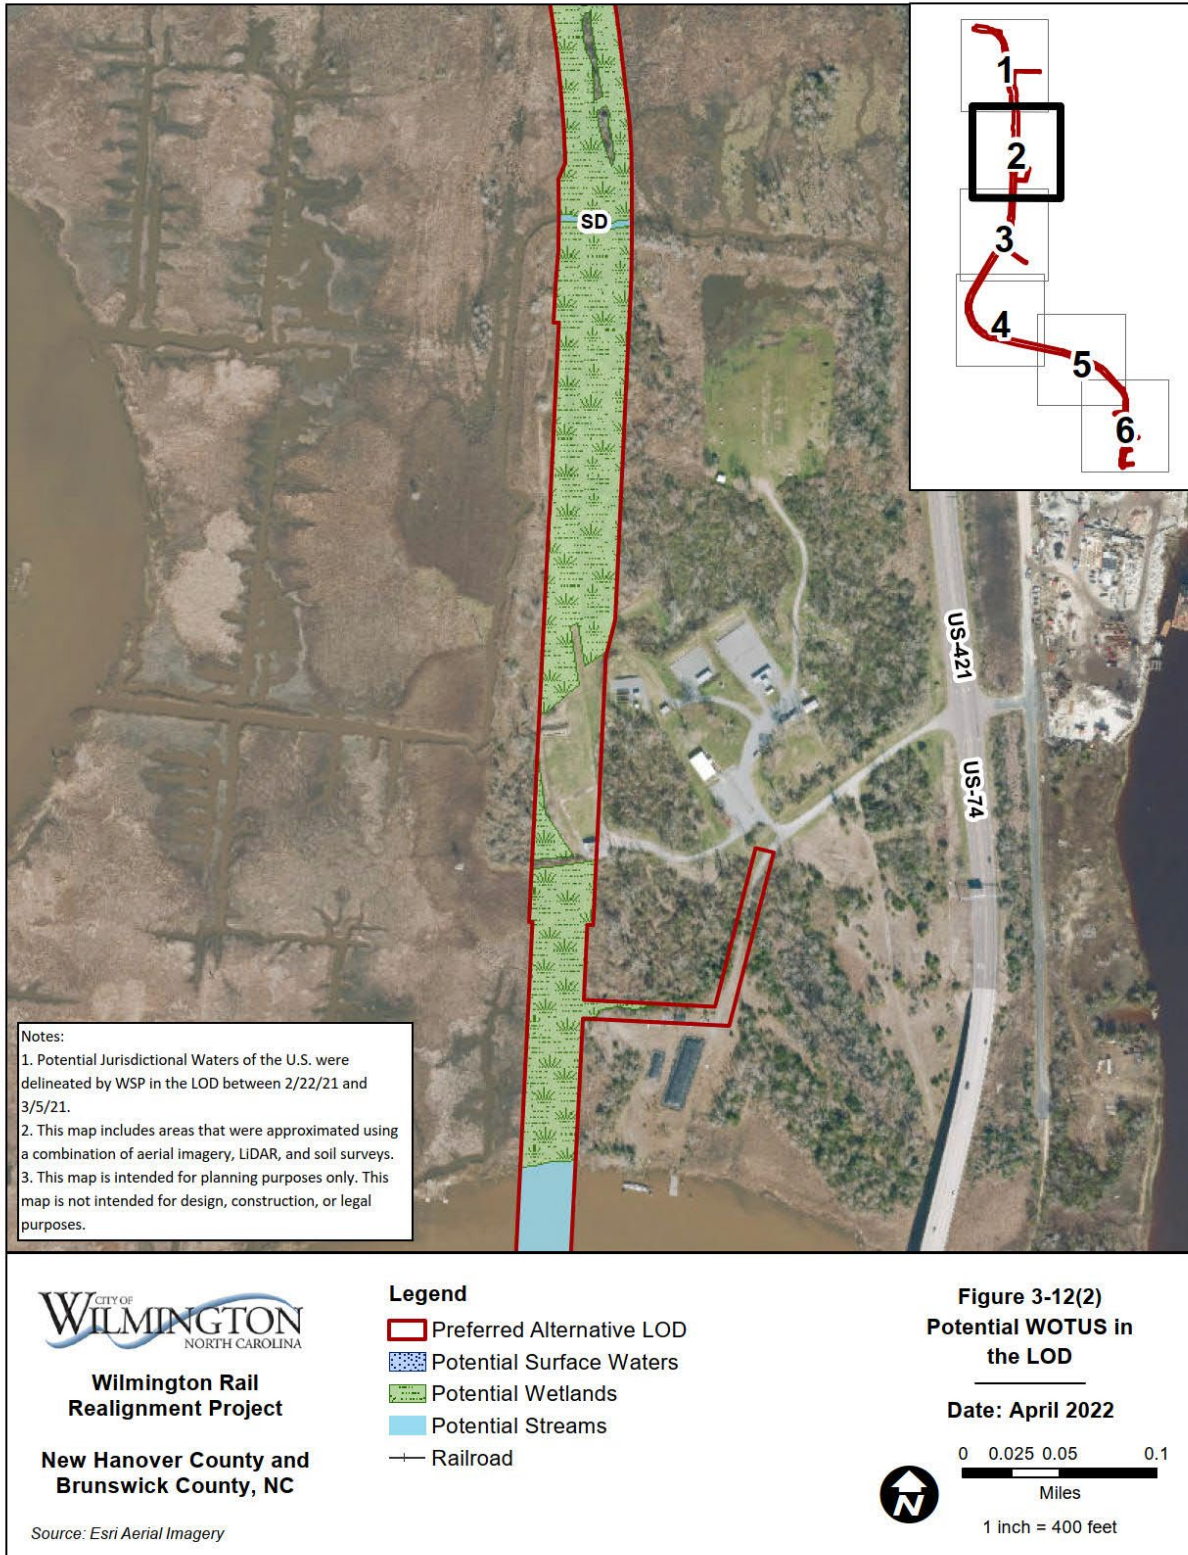 1
2
3
4
5
6
SD
US-421
US-74
Notes:
1. Potential Jurisdictional Waters of the U.S. were
delineated by WSP in the LOD between 2/22/21 and
3/5/21.
2. This map includes areas that were approximated using
a combination of aerial imagery, LiDAR, and soil surveys.
3. This map is intended for planning purposes only. This
map is not intended for design, construction, or legal
purposes.
CITY OF
WILMINGTON
NORTH CAROLINA
Wilmington Rail
Realignment Project
New Hanover County and
Brunswick County, NC
Source: Esri Aerial Imagery
Legend
Preferred Alternative LOD
Potential Surface Waters
Potential Wetlands
Potential Streams
Railroad
Figure 3-12(2)
Potential WOTUS in
the LOD
Date: April 2022
N
0 0.025 0.05 0.1
Miles
1 inch = 400 feet